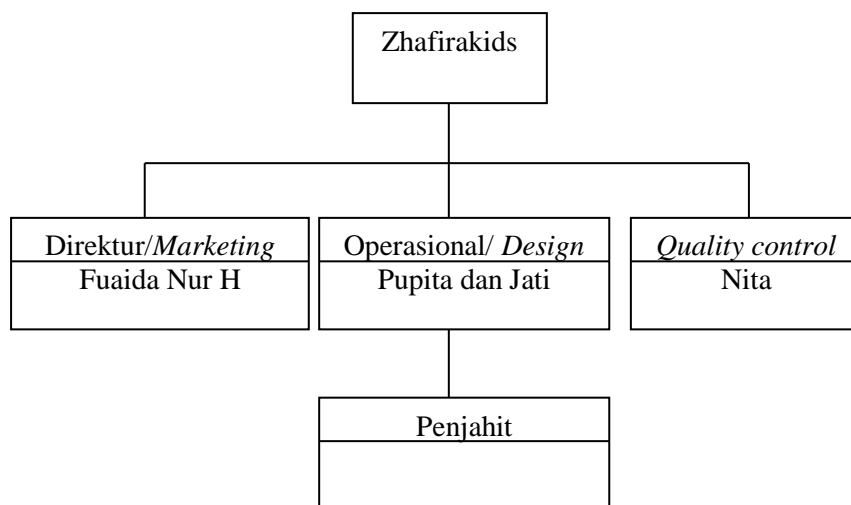 Zhafirakids
Direktur/Marketing
Fuaida Nur H
Operasional/ Design
Pupita dan Jati
Quality control
Nita
Penjahit